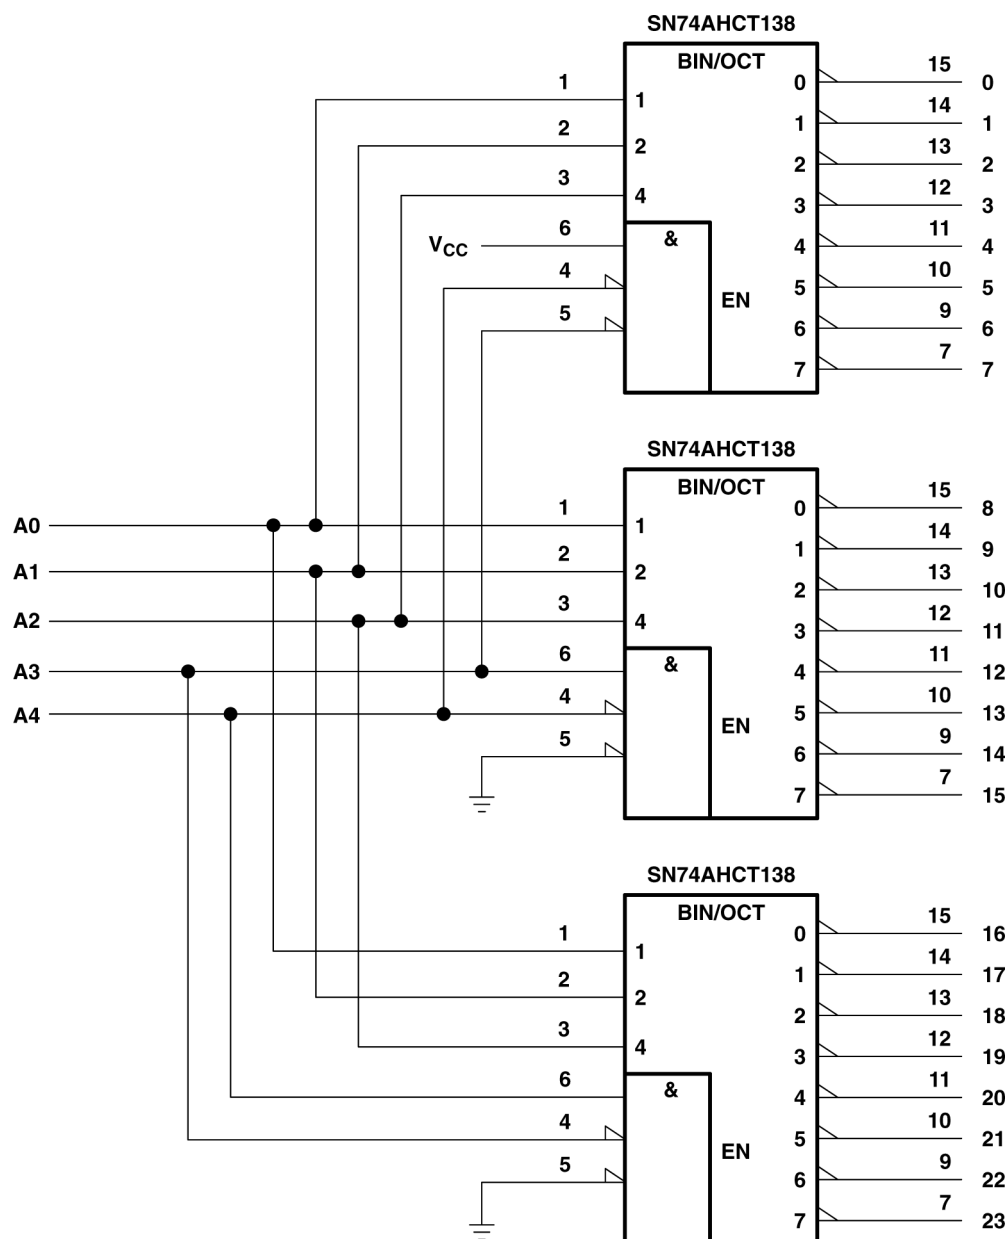 SN74AHCT138
BIN/OCT
1 1 0 15 0
2 2 1 14 1
3 4 2 13 2
VCC 6 & 3 12 3
4 4 11 4
5 EN 5 10 5
6 9 6
7 7 7
SN74AHCT138
BIN/OCT
A0 1 1 0 15 8
A1 2 2 1 14 9
A2 3 4 2 13 10
A3 6 & 3 12 11
A4 4 4 11 12
5 EN 5 10 13
6 9 14
7 7 15
SN74AHCT138
BIN/OCT
1 1 0 15 16
2 2 1 14 17
3 4 2 13 18
6 & 3 12 19
4 4 11 20
5 EN 5 10 21
6 9 22
7 7 23